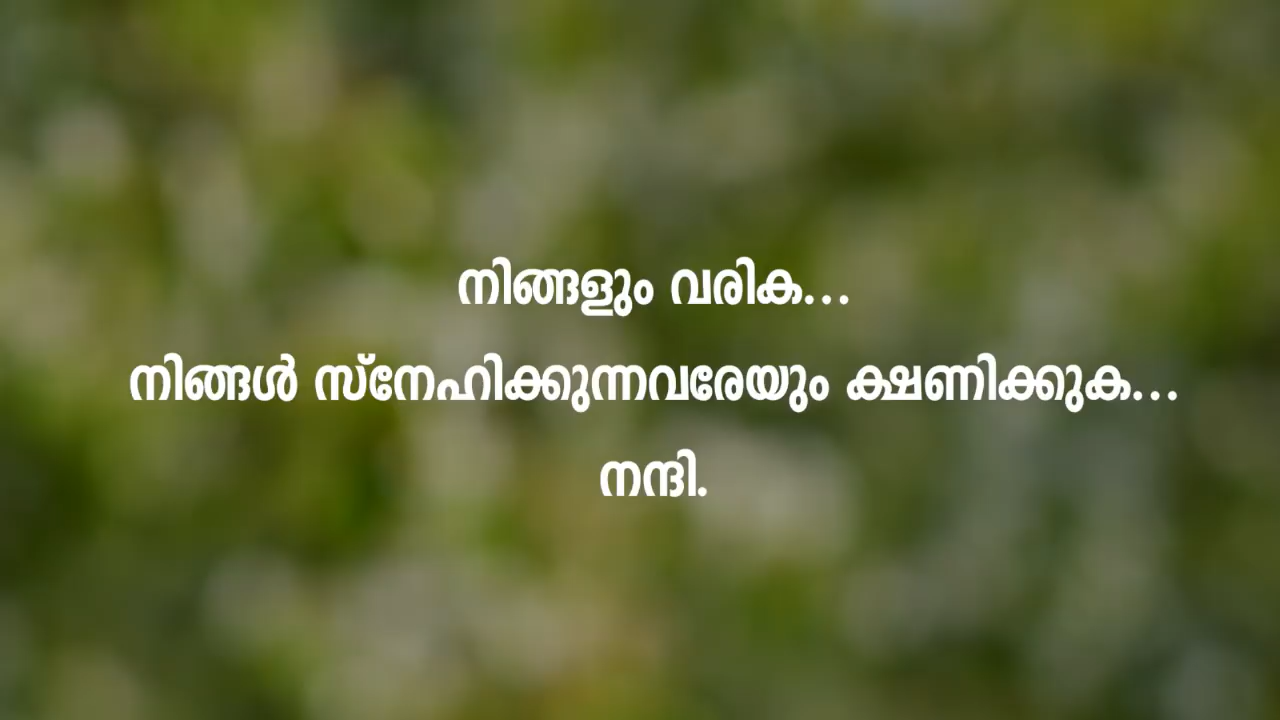 നിങ്ങളും വരിക...
നിങ്ങൾ സ്നേഹിക്കുന്നവരേയും ക്ഷണിക്കുക...
നന്ദി.